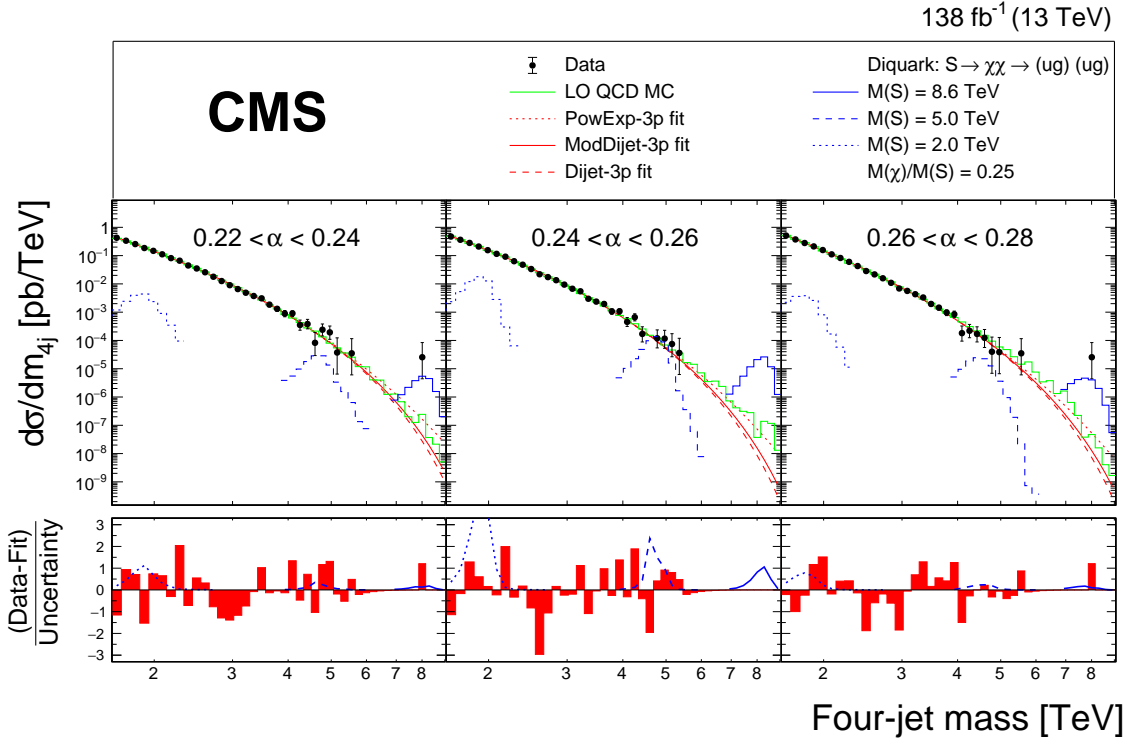 138 fb⁻¹ (13 TeV)
CMS
Data
LO QCD MC
PowExp-3p fit
ModDijet-3p fit
Dijet-3p fit
Diquark: S → χχ → (ug) (ug)
M(S) = 8.6 TeV
M(S) = 5.0 TeV
M(S) = 2.0 TeV
M(χ)/M(S) = 0.25
dσ/dm₄ⱼ [pb/TeV]
1
10⁻¹
10⁻²
10⁻³
10⁻⁴
10⁻⁵
10⁻⁶
10⁻⁷
10⁻⁸
10⁻⁹
0.22 < α < 0.24
0.24 < α < 0.26
0.26 < α < 0.28
(Data-Fit)
Uncertainty
3
2
1
0
−1
−2
−3
2 3 4 5 6 7 8
2 3 4 5 6 7 8
2 3 4 5 6 7 8
Four-jet mass [TeV]